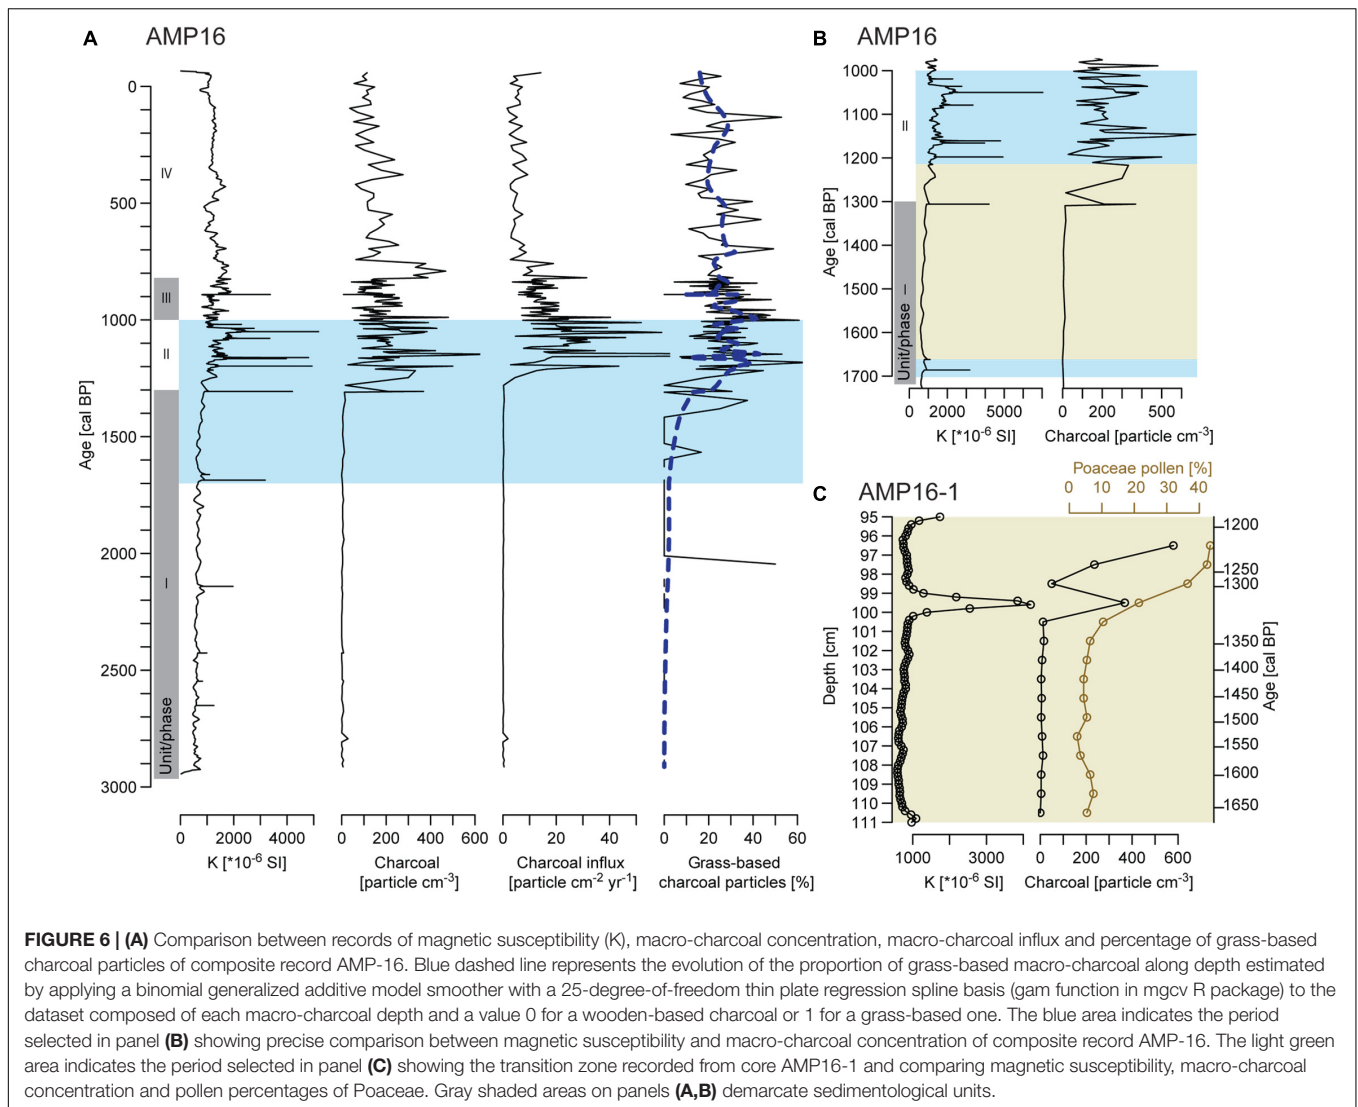 A AMP16
0
500
1000
1500
2000
2500
3000
Age [cal BP]
IV
III
II
I
Unit/phase
0 2000 4000
K [*10-6 SI]
0 200 400 600
Charcoal
[particle cm-3]
0 20 40
Charcoal influx
[particle cm-2 yr-1]
0 20 40 60
Grass-based
charcoal particles [%]
B AMP16
1000
1100
1200
1300
1400
1500
1600
1700
Age [cal BP]
II
I
Unit/phase
0 2000 5000
K [*10-6 SI]
0 200 500
Charcoal [particle cm-3]
C AMP16-1
Poaceae pollen [%]
0 10 20 30 40
95
96
97
98
99
100
101
102
103
104
105
106
107
108
109
110
111
Depth [cm]
1200
1250
1300
1350
1400
1450
1500
1550
1600
1650
Age [cal BP]
1000 3000
K [*10-6 SI]
0 200 400 600
Charcoal [particle cm-3]
FIGURE 6 | (A) Comparison between records of magnetic susceptibility (K), macro-charcoal concentration, macro-charcoal influx and percentage of grass-based
charcoal particles of composite record AMP-16. Blue dashed line represents the evolution of the proportion of grass-based macro-charcoal along depth estimated
by applying a binomial generalized additive model smoother with a 25-degree-of-freedom thin plate regression spline basis (gam function in mgcv R package) to the
dataset composed of each macro-charcoal depth and a value 0 for a wooden-based charcoal or 1 for a grass-based one. The blue area indicates the period
selected in panel (B) showing precise comparison between magnetic susceptibility and macro-charcoal concentration of composite record AMP-16. The light green
area indicates the period selected in panel (C) showing the transition zone recorded from core AMP16-1 and comparing magnetic susceptibility, macro-charcoal
concentration and pollen percentages of Poaceae. Gray shaded areas on panels (A,B) demarcate sedimentological units.